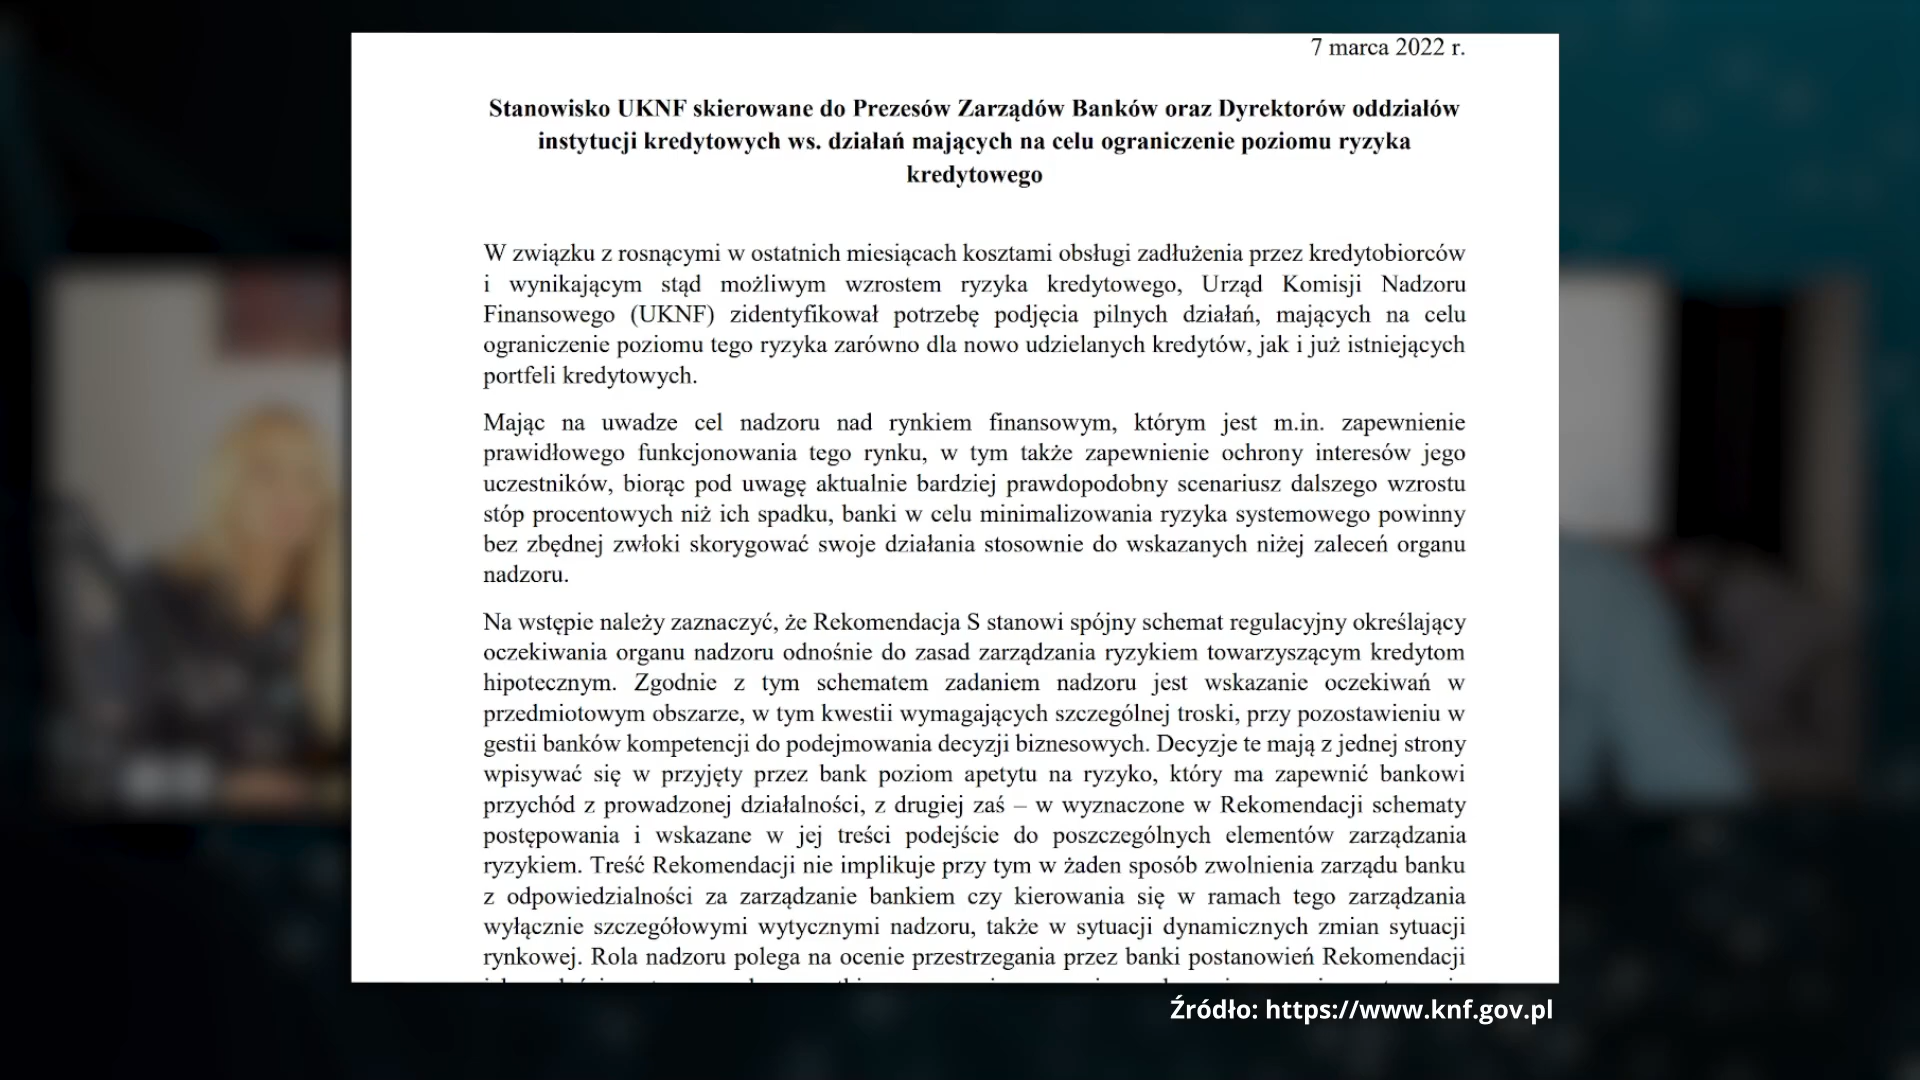 7 marca 2022 r.
Stanowisko UKNF skierowane do Prezesów Zarządów Banków oraz Dyrektorów oddziałów
instytucji kredytowych ws. działań mających na celu ograniczenie poziomu ryzyka
kredytowego
W związku z rosnącymi w ostatnich miesiącach kosztami obsługi zadłużenia przez kredytobiorców
i wynikającym stąd możliwym wzrostem ryzyka kredytowego, Urząd Komisji Nadzoru
Finansowego (UKNF) zidentyfikował potrzebę podjęcia pilnych działań, mających na celu
ograniczenie poziomu tego ryzyka zarówno dla nowo udzielanych kredytów, jak i już istniejących
portfeli kredytowych.
Mając na uwadze cel nadzoru nad rynkiem finansowym, którym jest m.in. zapewnienie
prawidłowego funkcjonowania tego rynku, w tym także zapewnienie ochrony interesów jego
uczestników, biorąc pod uwagę aktualnie bardziej prawdopodobny scenariusz dalszego wzrostu
stóp procentowych niż ich spadku, banki w celu minimalizowania ryzyka systemowego powinny
bez zbędnej zwłoki skorygować swoje działania stosownie do wskazanych niżej zaleceń organu
nadzoru.
Na wstępie należy zaznaczyć, że Rekomendacja S stanowi spójny schemat regulacyjny określający
oczekiwania organu nadzoru odnośnie do zasad zarządzania ryzykiem towarzyszącym kredytom
hipotecznym. Zgodnie z tym schematem zadaniem nadzoru jest wskazanie oczekiwań w
przedmiotowym obszarze, w tym kwestii wymagających szczególnej troski, przy pozostawieniu w
gestii banków kompetencji do podejmowania decyzji biznesowych. Decyzje te mają z jednej strony
wpisywać się w przyjęty przez bank poziom apetytu na ryzyko, który ma zapewnić bankowi
przychód z prowadzonej działalności, z drugiej zaś – w wyznaczone w Rekomendacji schematy
postępowania i wskazane w jej treści podejście do poszczególnych elementów zarządzania
ryzykiem. Treść Rekomendacji nie implikuje przy tym w żaden sposób zwolnienia zarządu banku
z odpowiedzialności za zarządzanie bankiem czy kierowania się w ramach tego zarządzania
wyłącznie szczegółowymi wytycznymi nadzoru, także w sytuacji dynamicznych zmian sytuacji
rynkowej. Rola nadzoru polega na ocenie przestrzegania przez banki postanowień Rekomendacji
Źródło: https://www.knf.gov.pl